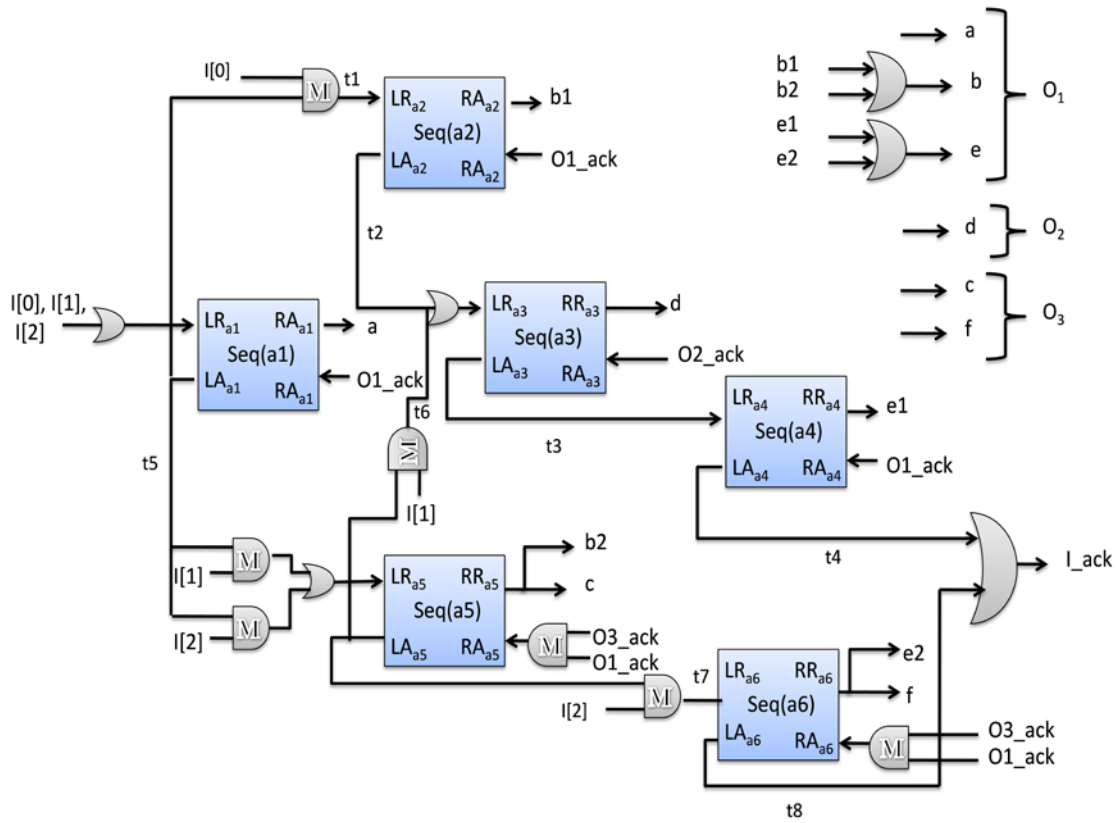 a
b1
b2
b
O1
e1
e2
e
d
O2
c
f
O3
I[0]
M
t1
LRa2 RAa2
Seq(a2)
LAa2 RAa2
b1
O1_ack
t2
I[0], I[1],
I[2]
LRa1 RAa1
Seq(a1)
LAa1 RAa1
a
O1_ack
t6
LRa3 RRa3
Seq(a3)
LAa3 RAa3
d
O2_ack
t3
LRa4 RRa4
Seq(a4)
LAa4 RAa4
e1
O1_ack
t4
I_ack
t5
M
I[1]
M
I[1]
M
I[2]
LRa5 RRa5
Seq(a5)
LAa5 RAa5
b2
c
M
O3_ack
O1_ack
M
I[2]
t7
LRa6 RRa6
Seq(a6)
LAa6 RAa6
e2
f
M
O3_ack
O1_ack
t8